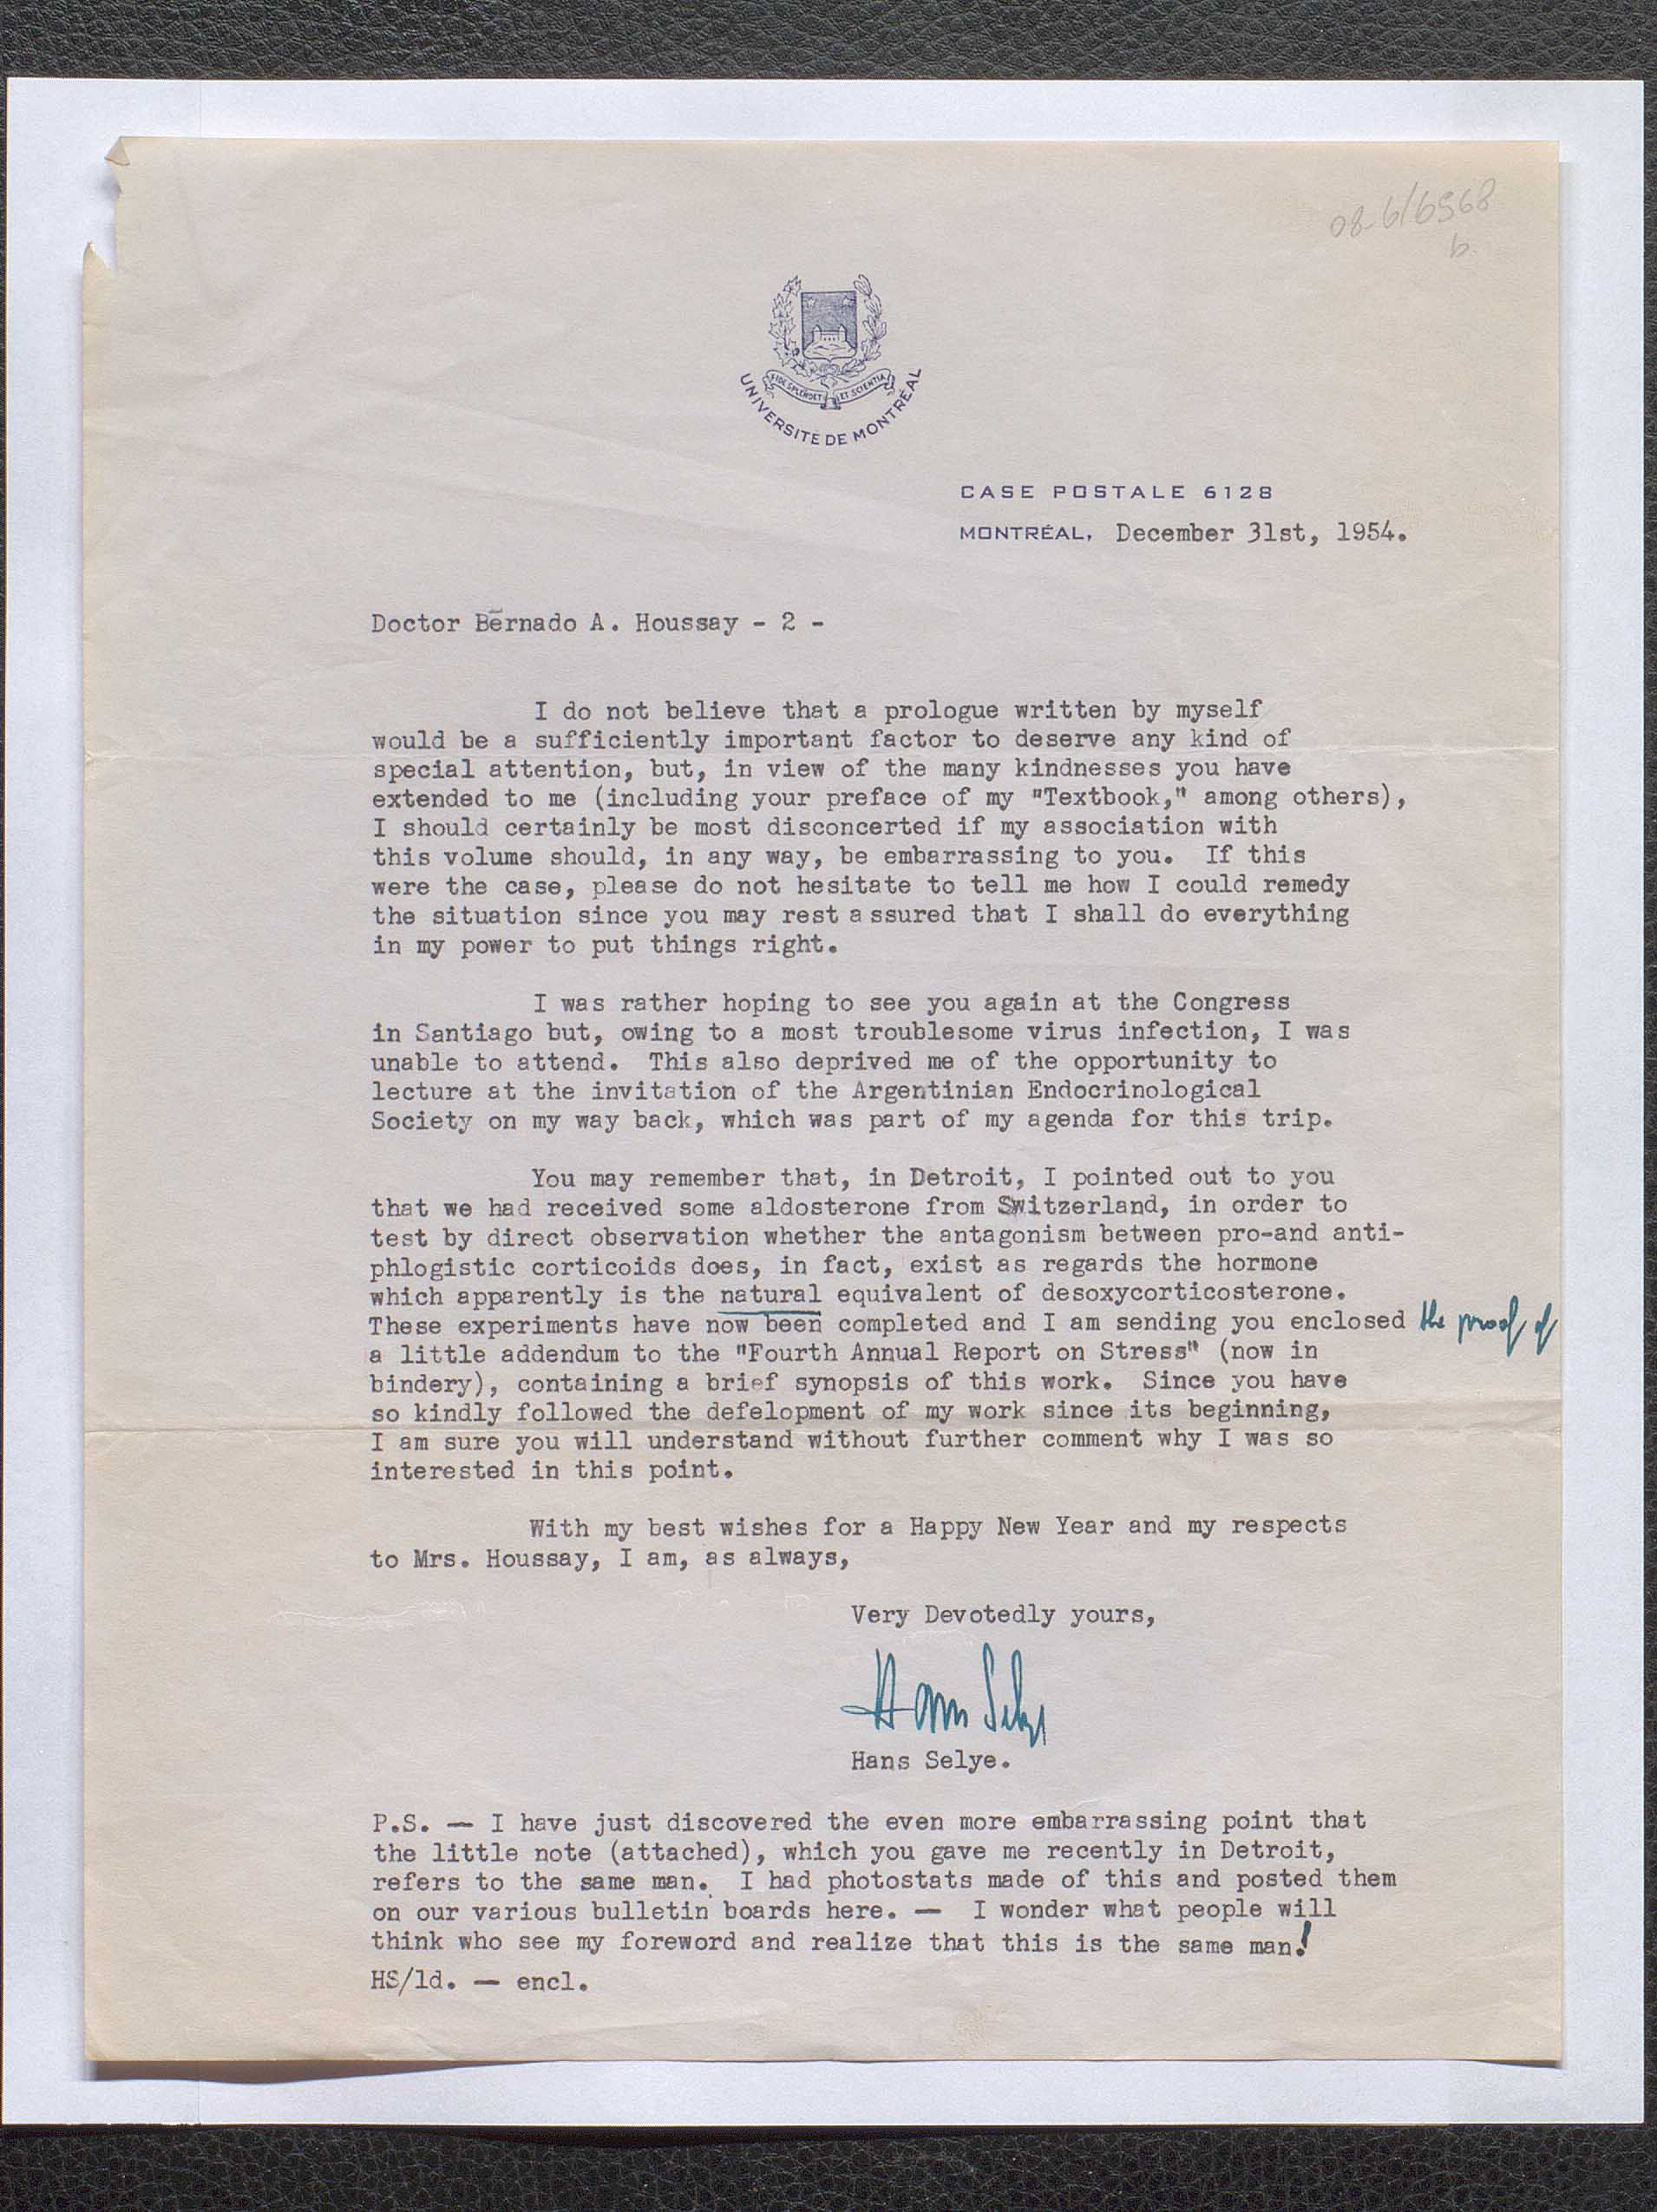 08-6/6568
b.
FIDE SPLENDET ET SCIENTIA
UNIVERSITE DE MONTRÉAL
CASE POSTALE 6128
MONTRÉAL, December 31st, 1954.
Doctor Bernado A. Houssay - 2 -
I do not believe that a prologue written by myself
would be a sufficiently important factor to deserve any kind of
special attention, but, in view of the many kindnesses you have
extended to me (including your preface of my "Textbook," among others),
I should certainly be most disconcerted if my association with
this volume should, in any way, be embarrassing to you. If this
were the case, please do not hesitate to tell me how I could remedy
the situation since you may rest assured that I shall do everything
in my power to put things right.
I was rather hoping to see you again at the Congress
in Santiago but, owing to a most troublesome virus infection, I was
unable to attend. This also deprived me of the opportunity to
lecture at the invitation of the Argentinian Endocrinological
Society on my way back, which was part of my agenda for this trip.
You may remember that, in Detroit, I pointed out to you
that we had received some aldosterone from Switzerland, in order to
test by direct observation whether the antagonism between pro-and anti-
phlogistic corticoids does, in fact, exist as regards the hormone
which apparently is the natural equivalent of desoxycorticosterone.
These experiments have now been completed and I am sending you enclosed the proof of
a little addendum to the "Fourth Annual Report on Stress" (now in
bindery), containing a brief synopsis of this work. Since you have
so kindly followed the defelopment of my work since its beginning,
I am sure you will understand without further comment why I was so
interested in this point.
With my best wishes for a Happy New Year and my respects
to Mrs. Houssay, I am, as always,
Very Devotedly yours,
Hans Selye
Hans Selye.
P.S. — I have just discovered the even more embarrassing point that
the little note (attached), which you gave me recently in Detroit,
refers to the same man. I had photostats made of this and posted them
on our various bulletin boards here. — I wonder what people will
think who see my foreword and realize that this is the same man!
HS/ld. — encl.